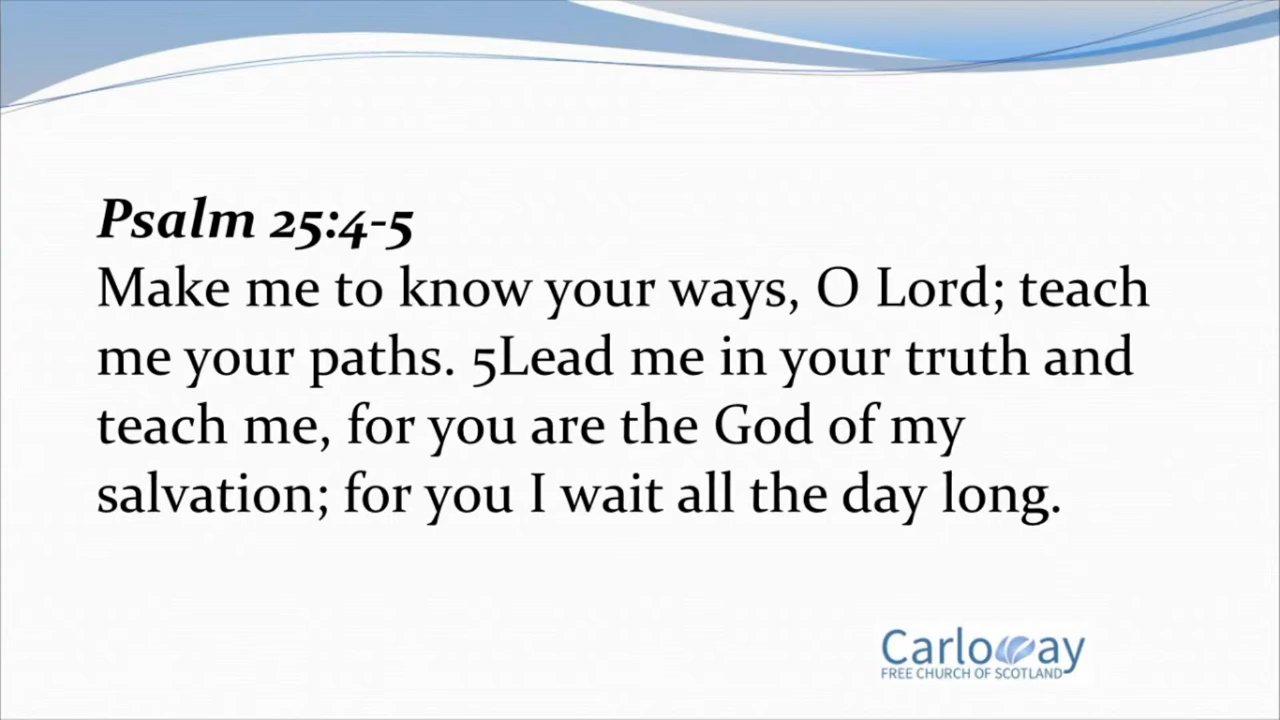 Psalm 25:4-5
Make me to know your ways, O Lord; teach
me your paths. 5Lead me in your truth and
teach me, for you are the God of my
salvation; for you I wait all the day long.
Carloway
FREE CHURCH OF SCOTLAND